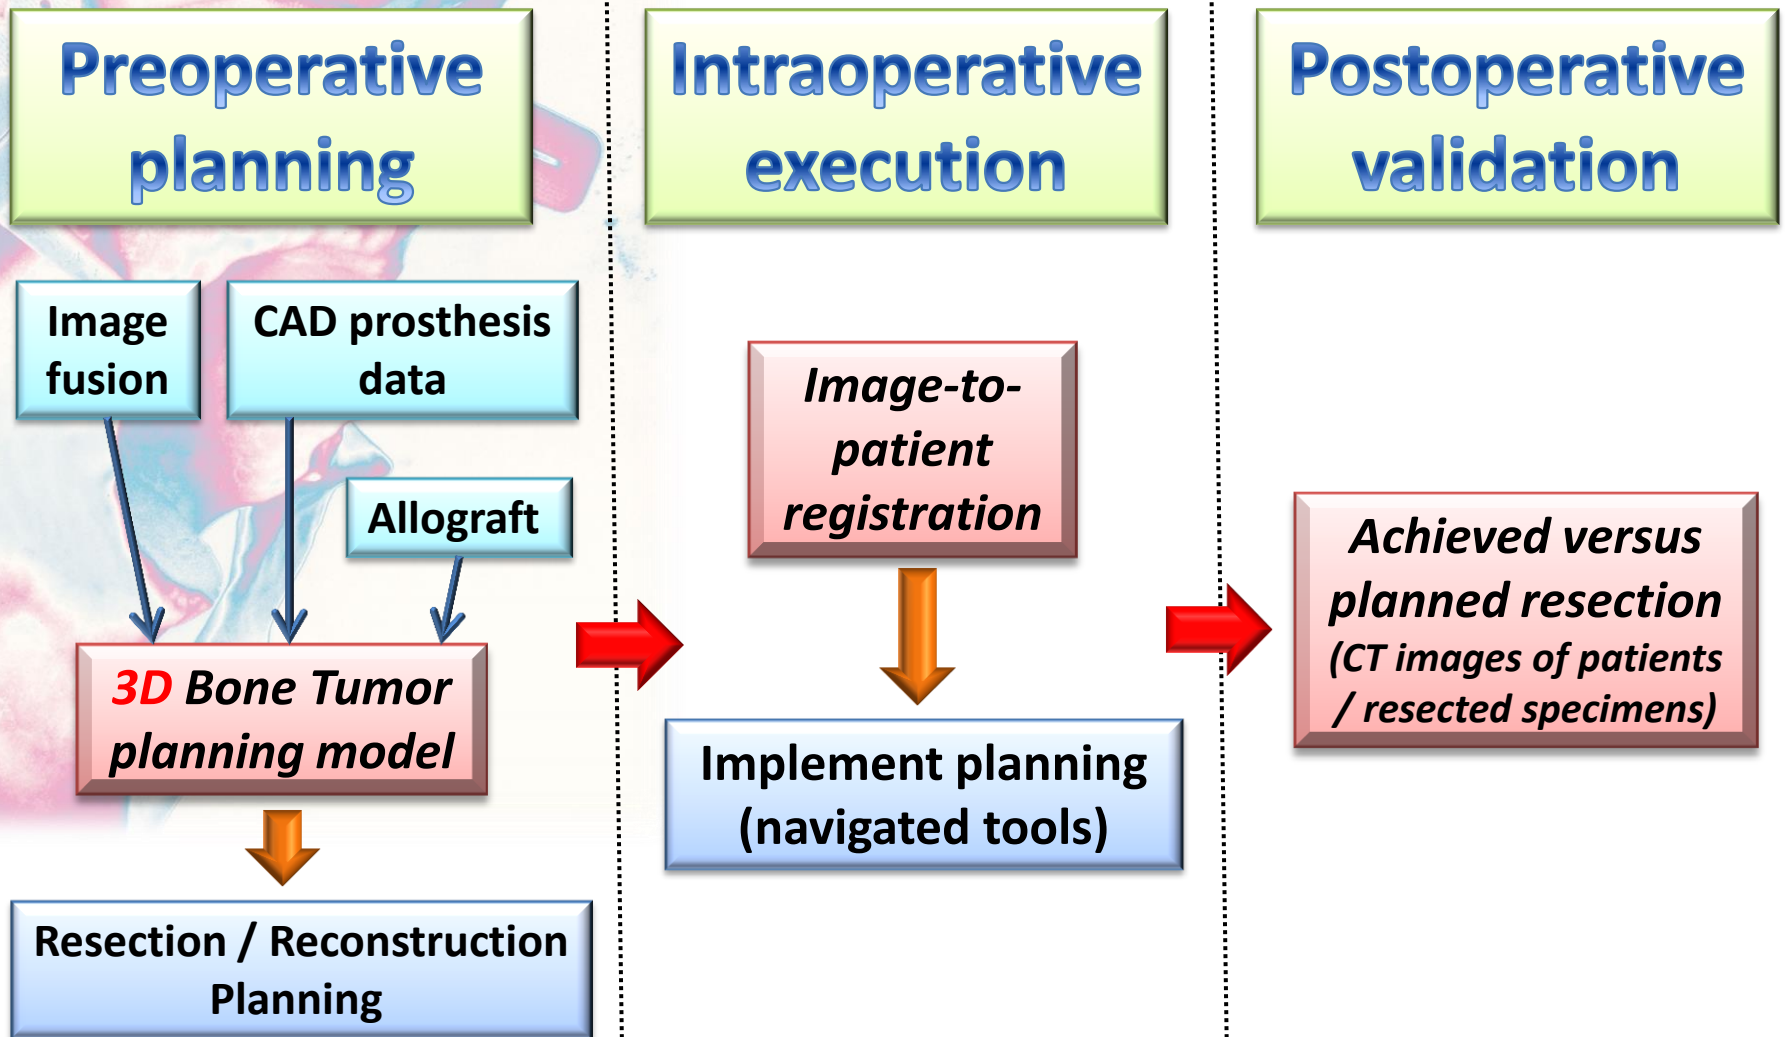 Preoperative
planning
Intraoperative
execution
Postoperative
validation
Image
fusion
CAD prosthesis
data
Allograft
3D Bone Tumor
planning model
Resection / Reconstruction
Planning
Image-to-
patient
registration
Implement planning
(navigated tools)
Achieved versus
planned resection
(CT images of patients
/ resected specimens)